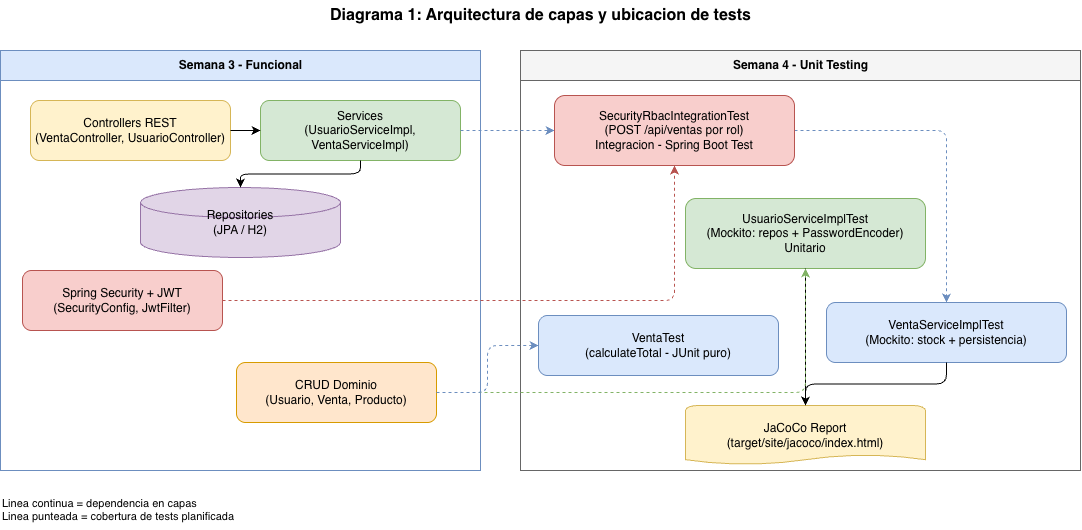 Diagrama 1: Arquitectura de capas y ubicacion de tests
Semana 3 - Funcional
Controllers REST
(VentaController, UsuarioController)
Services
(UsuarioServiceImpl,
VentaServiceImpl)
Repositories
(JPA / H2)
Spring Security + JWT
(SecurityConfig, JwtFilter)
CRUD Dominio
(Usuario, Venta, Producto)
Semana 4 - Unit Testing
SecurityRbacIntegrationTest
(POST /api/ventas por rol)
Integracion - Spring Boot Test
UsuarioServiceImplTest
(Mockito: repos + PasswordEncoder)
Unitario
VentaTest
(calculateTotal - JUnit puro)
VentaServiceImplTest
(Mockito: stock + persistencia)
JaCoCo Report
(target/site/jacoco/index.html)
Linea continua = dependencia en capas
Linea punteada = cobertura de tests planificada